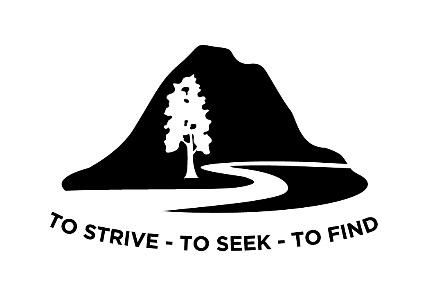 TO STRIVE - TO SEEK - TO FIND